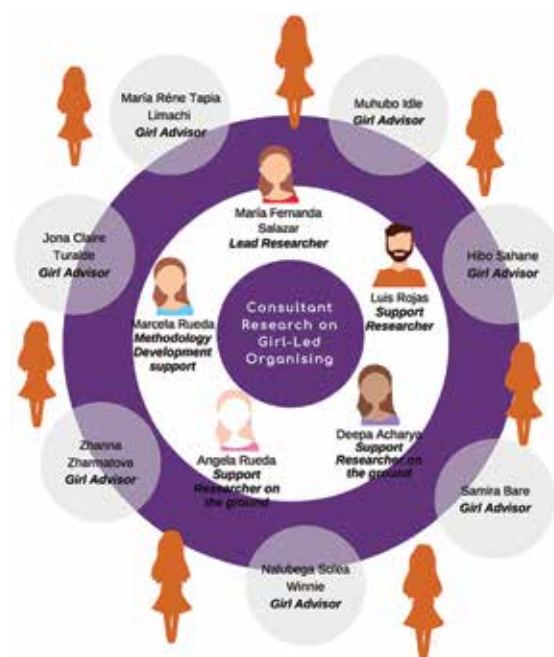 María Réne Tapia
Limachi
Girl Advisor
Muhubo Idle
Girl Advisor
María Fernanda
Salazar
Lead Researcher
Jona Claire
Turalde
Girl Advisor
Hibo Sahane
Girl Advisor
Luis Rojas
Support
Researcher
Marcela Rueda
Methodology
Development
support
Consultant
Research on
Girl-Led
Organising
Deepa Acharya
Support
Researcher on
the ground
Angela Rueda
Support
Researcher on
the ground
Zhanna
Zharmatova
Girl Advisor
Samira Bare
Girl Advisor
Nalubega Soléa
Winnie
Girl Advisor